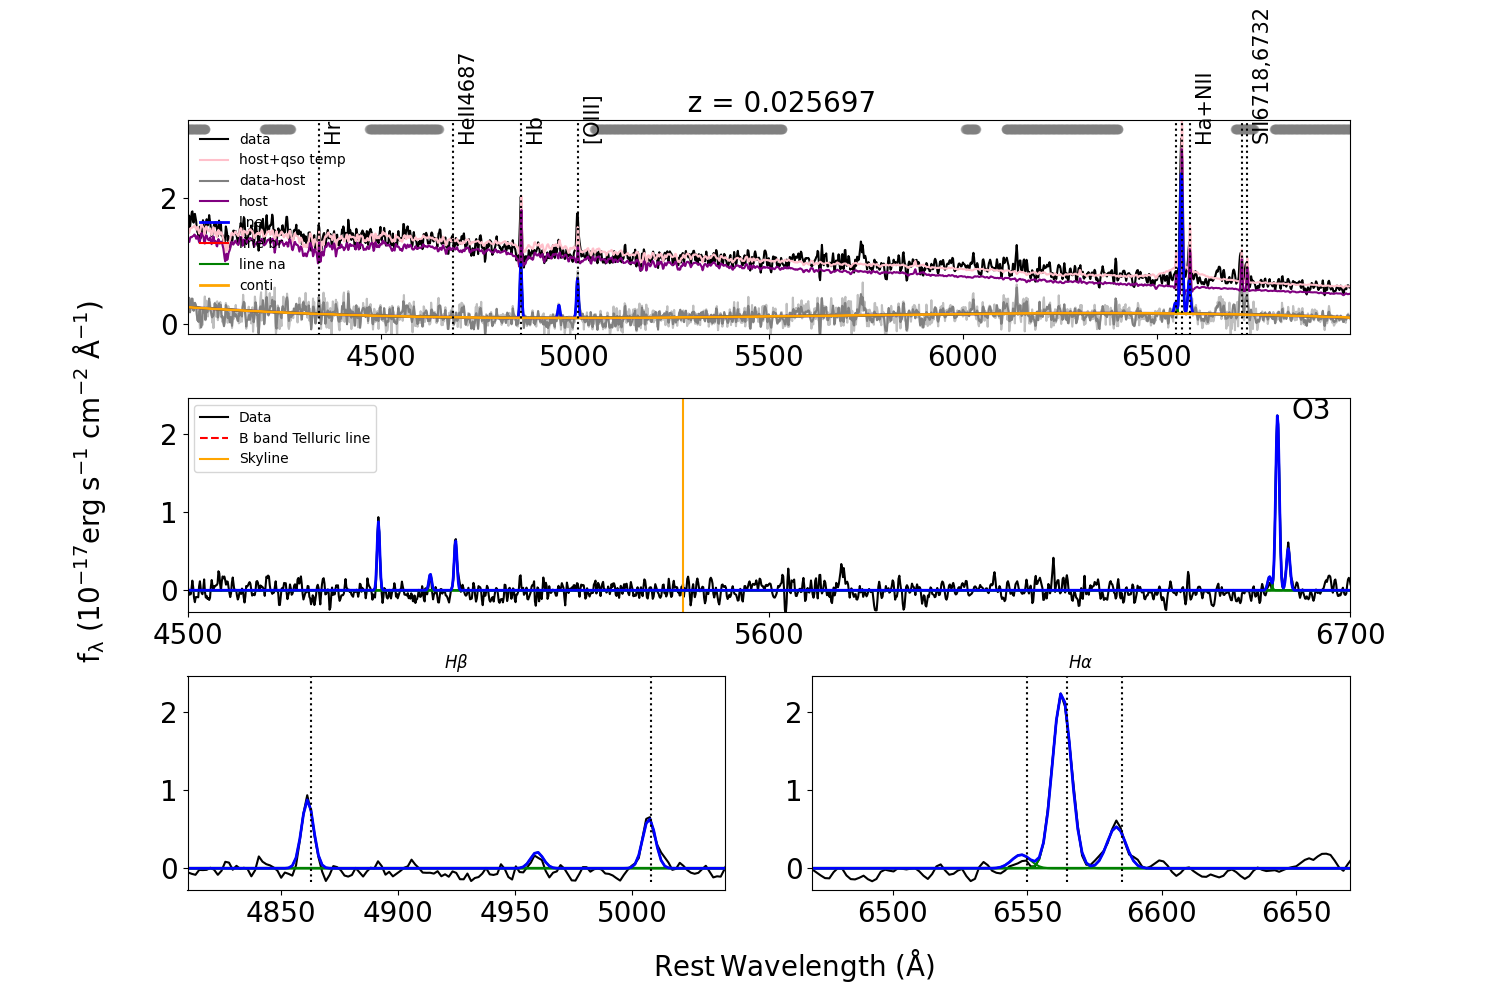 z = 0.025697
Hr
HeII4687
Hb
[OIII]
Ha+NII
SII6718,6732
data
host+qso temp
data-host
host
line
line na
conti
2
0
4500
5000
5500
6000
6500
f_λ (10^{-17}erg s^{-1} cm^{-2} Å^{-1})
Data
B band Telluric line
Skyline
O3
2
1
0
4500
5600
6700
Hβ
2
1
0
4850
4900
4950
5000
Hα
2
1
0
6500
6550
6600
6650
Rest Wavelength (Å)